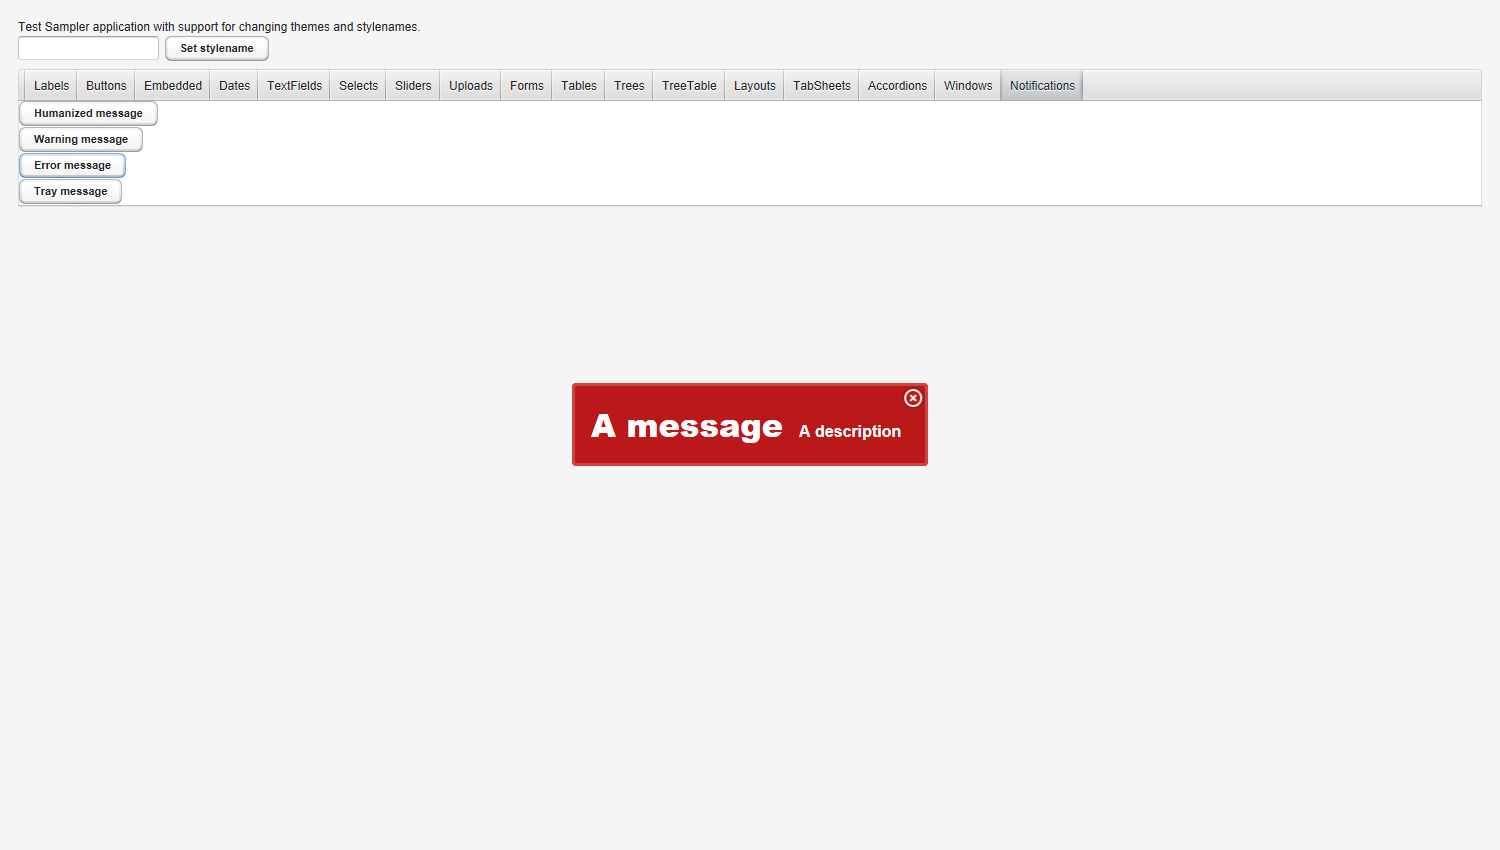 Test Sampler application with support for changing themes and stylenames.
Set stylename
Labels Buttons Embedded Dates TextFields Selects Sliders Uploads Forms Tables Trees TreeTable Layouts TabSheets Accordions Windows Notifications
Humanized message
Warning message
Error message
Tray message
A message A description